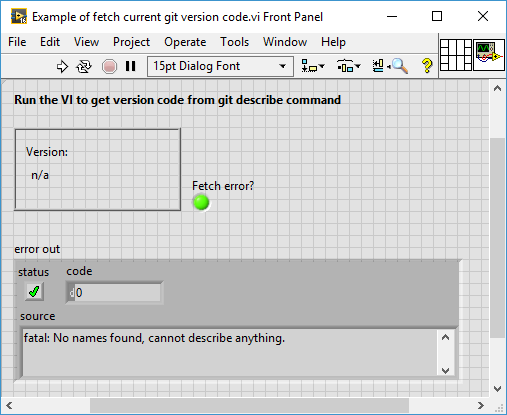 Example of fetch current git version code.vi Front Panel
File Edit View Project Operate Tools Window Help
15pt Dialog Font
Run the VI to get version code from git describe command
Version:
n/a
Fetch error?
error out
status code
0
source
fatal: No names found, cannot describe anything.